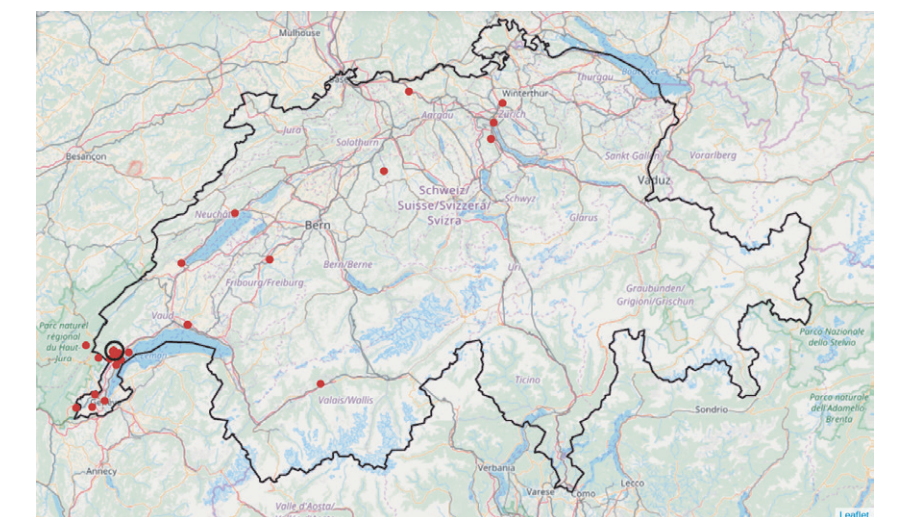 Mulhouse
Winterthur
Thurgau
Aargau
Zürich
Jura
Solothurn
Besançon
Sankt Gallen
Vorarlberg
Vaduz
Schweiz/
Suisse/Svizzera/
Svizra
Schwyz
Neuchâtel
Bern
Glarus
Bern/Berne
Uri
Fribourg/Freiburg
Graubünden/
Grigioni/Grischun
Vaud
Parc naturel
régional
du Haut
-Jura
Parco Nazionale
dello Stelvio
Ticino
Valais/Wallis
Sondrio
Parco naturale
dell'Adamello
Brenta
Annecy
Verbania
Lecco
Varese
Como
Valle d'Aosta/
Leaflet